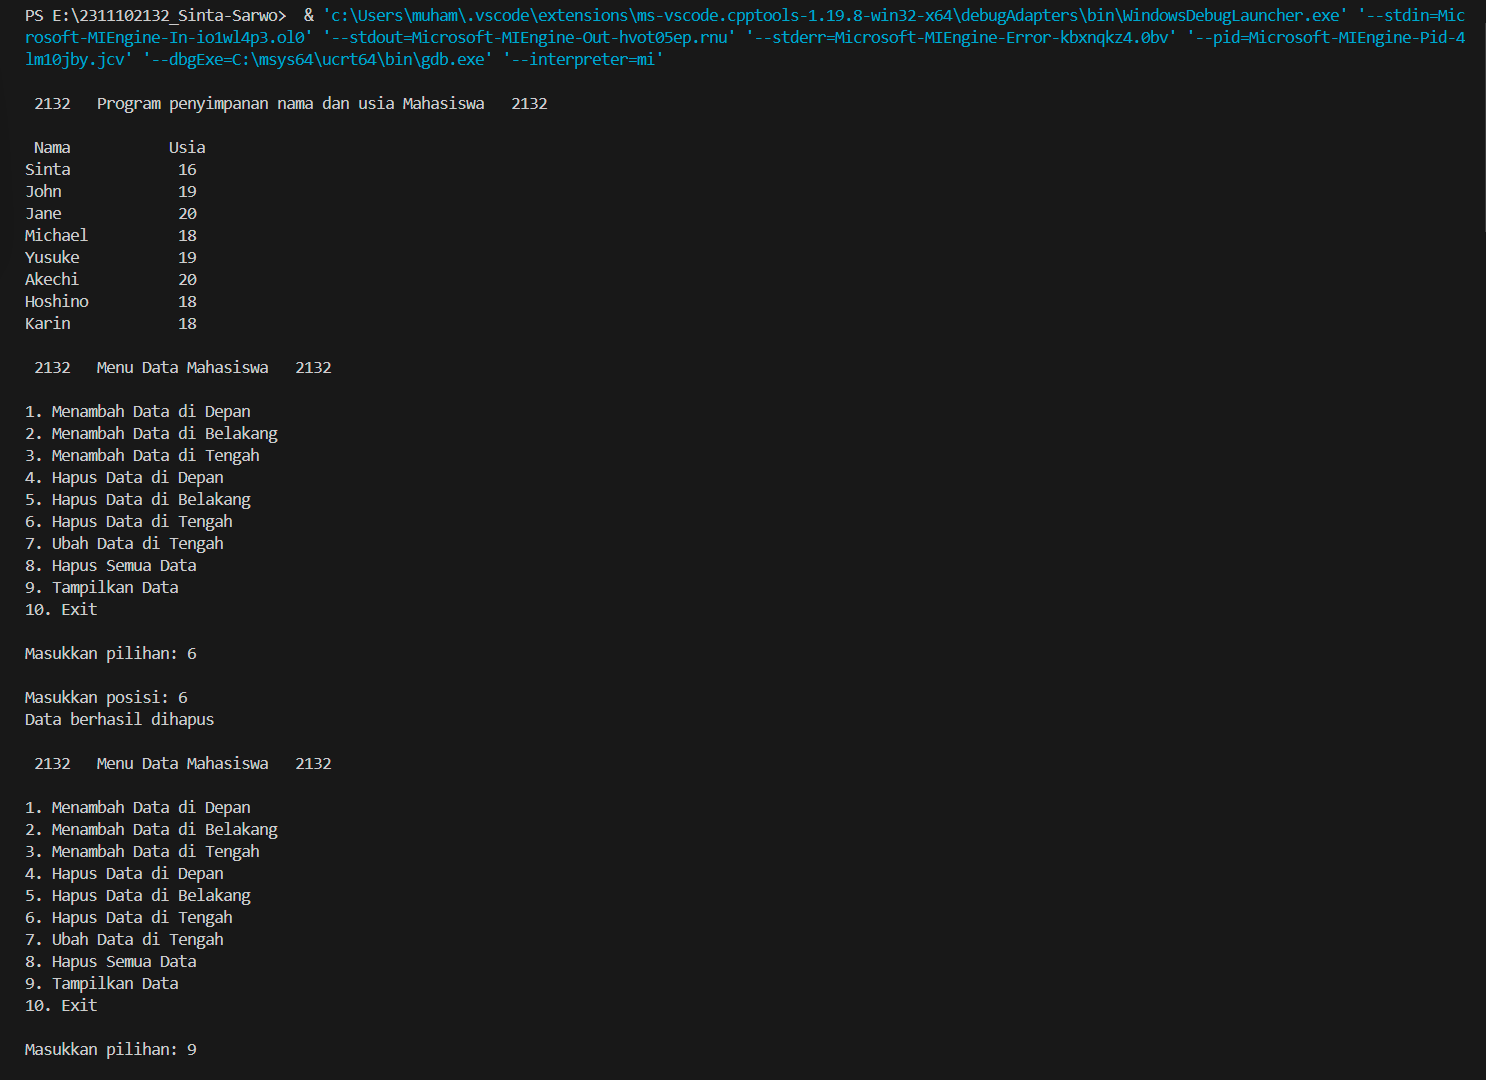 PS E:\2311102132_Sinta-Sarwo>  & 'c:\Users\muham\.vscode\extensions\ms-vscode.cpptools-1.19.8-win32-x64\debugAdapters\bin\WindowsDebugLauncher.exe' '--stdin=Mic
rosoft-MIEngine-In-io1wl4p3.ol0' '--stdout=Microsoft-MIEngine-Out-hvot05ep.rnu' '--stderr=Microsoft-MIEngine-Error-kbxnqkz4.0bv' '--pid=Microsoft-MIEngine-Pid-4
lm10jby.jcv' '--dbgExe=C:\msys64\ucrt64\bin\gdb.exe' '--interpreter=mi'
2132   Program penyimpanan nama dan usia Mahasiswa   2132
Nama           Usia
Sinta            16
John             19
Jane             20
Michael          18
Yusuke           19
Akechi           20
Hoshino          18
Karin            18
2132   Menu Data Mahasiswa   2132
1. Menambah Data di Depan
2. Menambah Data di Belakang
3. Menambah Data di Tengah
4. Hapus Data di Depan
5. Hapus Data di Belakang
6. Hapus Data di Tengah
7. Ubah Data di Tengah
8. Hapus Semua Data
9. Tampilkan Data
10. Exit
Masukkan pilihan: 6
Masukkan posisi: 6
Data berhasil dihapus
2132   Menu Data Mahasiswa   2132
1. Menambah Data di Depan
2. Menambah Data di Belakang
3. Menambah Data di Tengah
4. Hapus Data di Depan
5. Hapus Data di Belakang
6. Hapus Data di Tengah
7. Ubah Data di Tengah
8. Hapus Semua Data
9. Tampilkan Data
10. Exit
Masukkan pilihan: 9